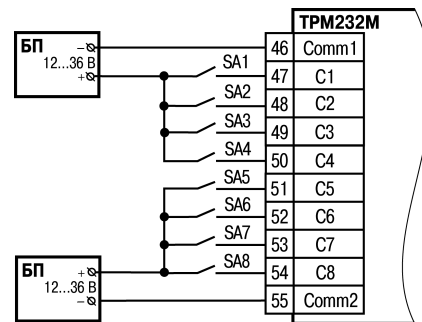 ТРМ232М
БП
12...36 В
–
+
46 Comm1
SA1 47 C1
SA2 48 C2
SA3 49 C3
SA4 50 C4
SA5 51 C5
SA6 52 C6
SA7 53 C7
SA8 54 C8
55 Comm2
БП
12...36 В
+
–